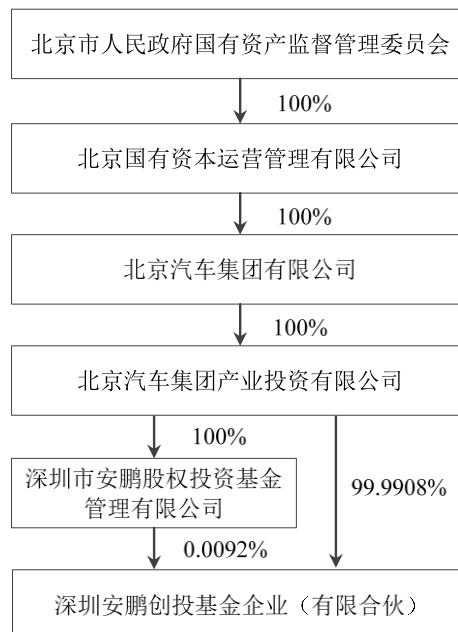 北京市人民政府国有资产监督管理委员会
100%
北京国有资本运营管理有限公司
100%
北京汽车集团有限公司
100%
北京汽车集团产业投资有限公司
100%
深圳市安鹏股权投资基金
管理有限公司
99.9908%
0.0092%
深圳安鹏创投基金企业（有限合伙）